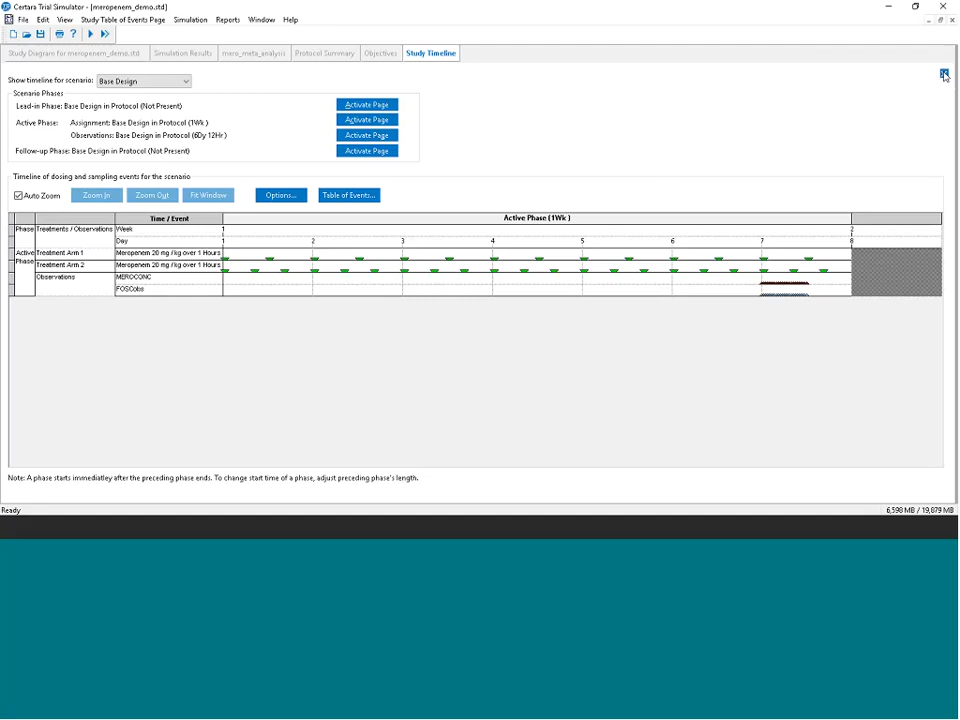 Certara Trial Simulator - [meropenem_demo.std]
File Edit View Study Table of Events Page Simulation Reports Window Help
Study Diagram for meropenem_demo.std Simulation Results mero_meta_analysis Protocol Summary Objectives Study Timeline
Show timeline for scenario: Base Design
Scenario Phases
Lead-in Phase: Base Design in Protocol (Not Present) Activate Page
Active Phase: Assignment: Base Design in Protocol (1Wk ) Activate Page
Observations: Base Design in Protocol (6Dy 12Hr ) Activate Page
Follow-up Phase: Base Design in Protocol (Not Present) Activate Page
Timeline of dosing and sampling events for the scenario
Auto Zoom Zoom In Zoom Out Fit Window Options... Table of Events...
Time / Event Active Phase (1Wk )
Phase Treatments / Observations Week 1 2
Day 1 2 3 4 5 6 7 8
Active Phase Treatment Arm 1 Meropenem 20 mg /kg over 1 Hours
Treatment Arm 2 Meropenem 20 mg /kg over 1 Hours
Observations MEROCONC
FOSCobs
Note: A phase starts immediatley after the preceding phase ends. To change start time of a phase, adjust preceding phase's length.
Ready 6,598 MB / 19,879 MB